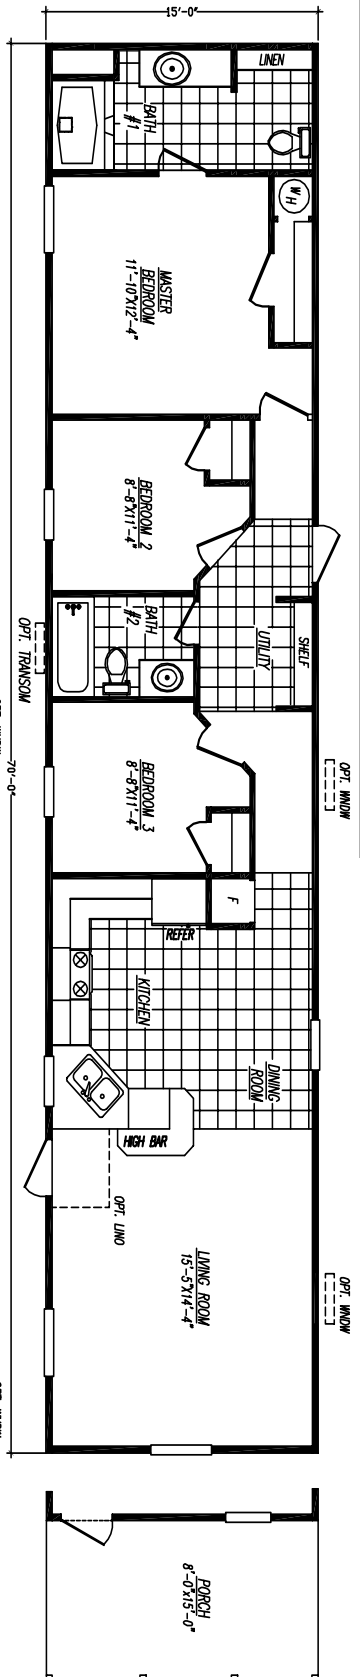 15'-0"
LINEN
BATH
#1
W H
MASTER
BEDROOM
11'-10"X12'-4"
BEDROOM 2
8'-8"X11'-4"
BATH
#2
UTILITY
SHELF
OPT. TRANSOM
70'-0"
OPT. WNDW
BEDROOM 3
8'-8"X11'-4"
F
REFER
KITCHEN
DINING
ROOM
HIGH BAR
OPT. LINO
LIVING ROOM
15'-5"X14'-4"
OPT. WNDW
PORCH
8'-0"x15'-0"